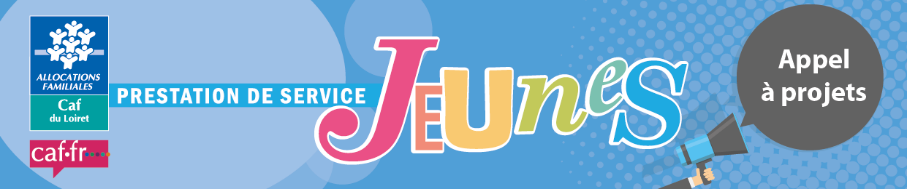 ALLOCATIONS
FAMILIALES
Caf
du Loiret
caf.fr
PRESTATION DE SERVICE
JEUNES
Appel
à projets